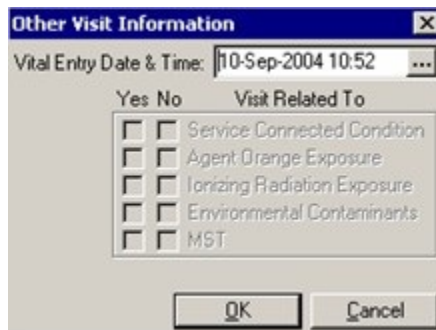 Other Visit Information
Vital Entry Date & Time: 10-Sep-2004 10:52 ...
Yes No Visit Related To
Service Connected Condition
Agent Orange Exposure
Ionizing Radiation Exposure
Environmental Contaminants
MST
OK Cancel